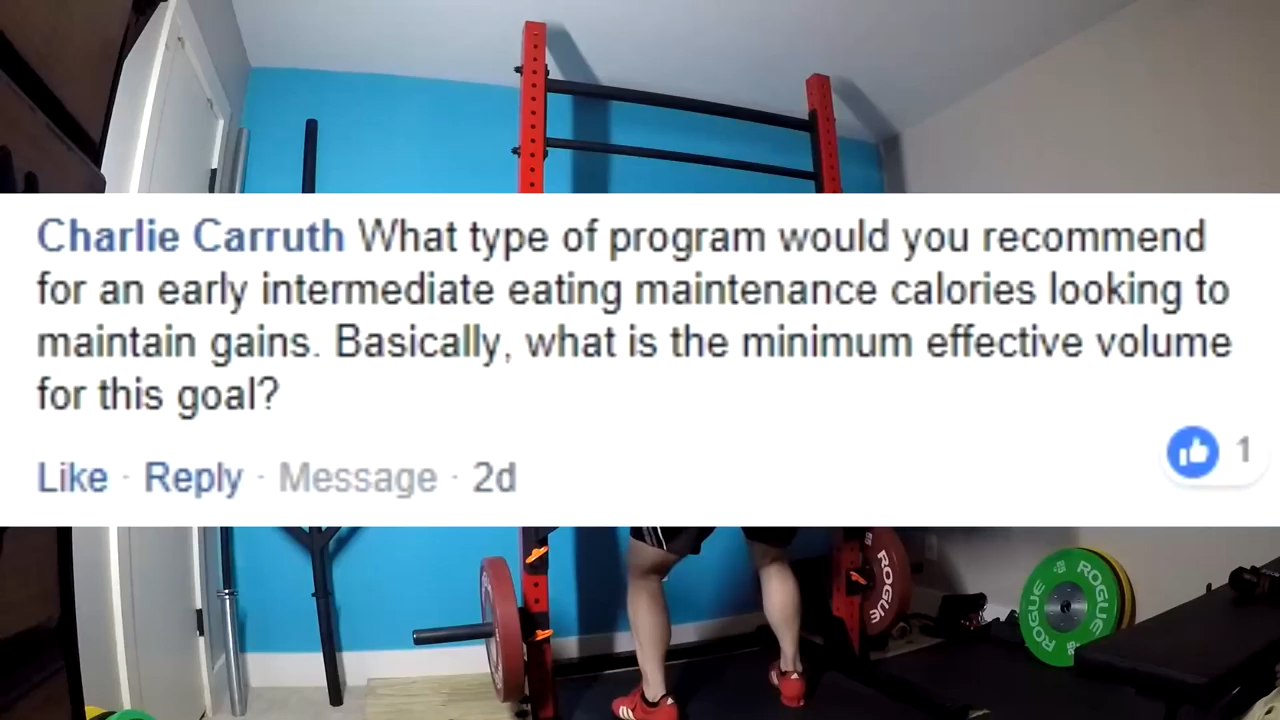 Charlie Carruth What type of program would you recommend
for an early intermediate eating maintenance calories looking to
maintain gains. Basically, what is the minimum effective volume
for this goal?
Like · Reply · Message · 2d
1
ROGUE
ROGUE
ROGUE
25